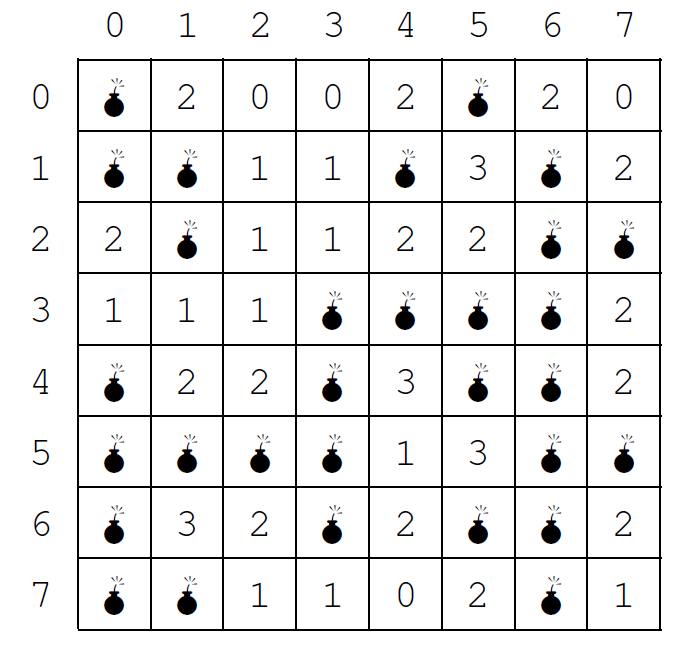 0 1 2 3 4 5 6 7
0 💣 2 0 0 2 💣 2 0
1 💣 💣 1 1 💣 3 💣 2
2 2 💣 1 1 2 2 💣 💣
3 1 1 1 💣 💣 💣 💣 2
4 💣 2 2 💣 3 💣 💣 2
5 💣 💣 💣 💣 1 3 💣 💣
6 💣 3 2 💣 2 💣 💣 2
7 💣 💣 1 1 0 2 💣 1